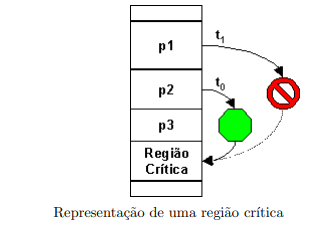 p1
t1
p2
t0
p3
Região
Crítica
Representação de uma região crítica